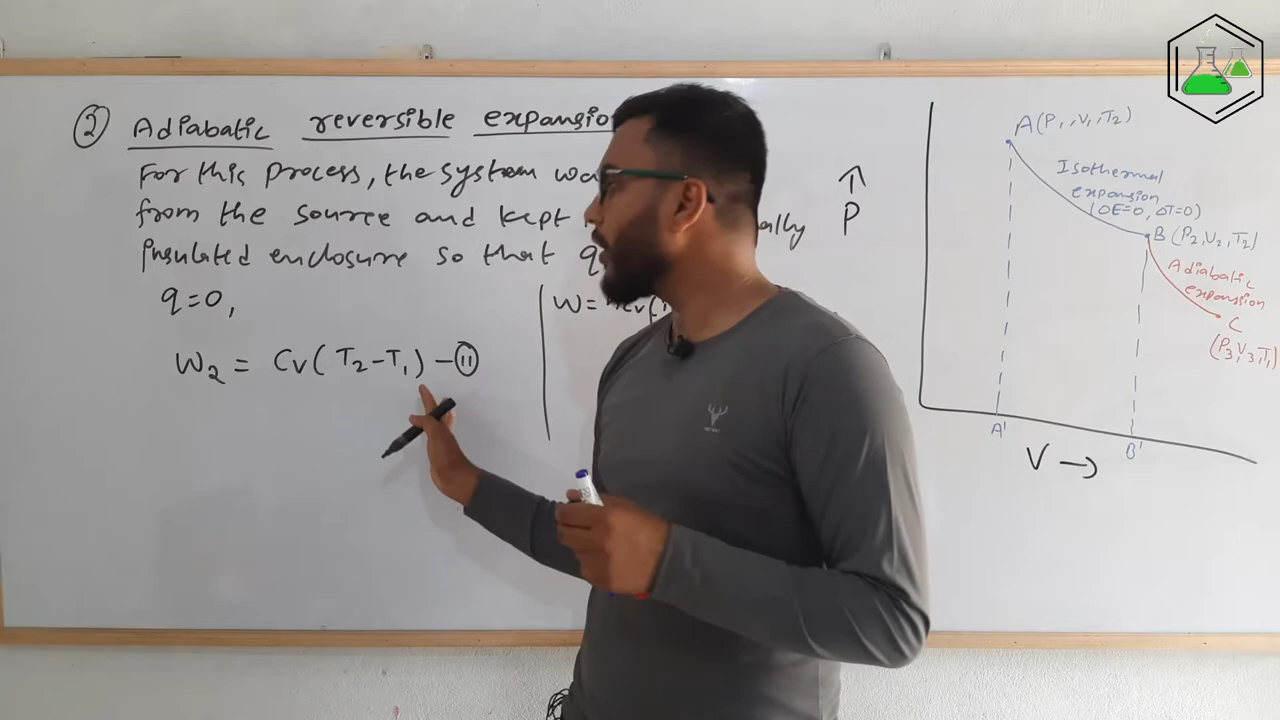 ② Adiabatic reversible expansio
For this process, the system wa
from the source and kept
insulated enclosure so that q
ally
q=0,
W₂ = Cv( T₂-T₁) -⑪
W=
↑
P
A(P₁,V₁,T₂)
Isothermal
expansion
(ΔE=0, ΔT=0)
B (P₂,V₂,T₂)
Adiabatic
expansion
C
(P₃,V₃,T₁)
A'
B'
V →